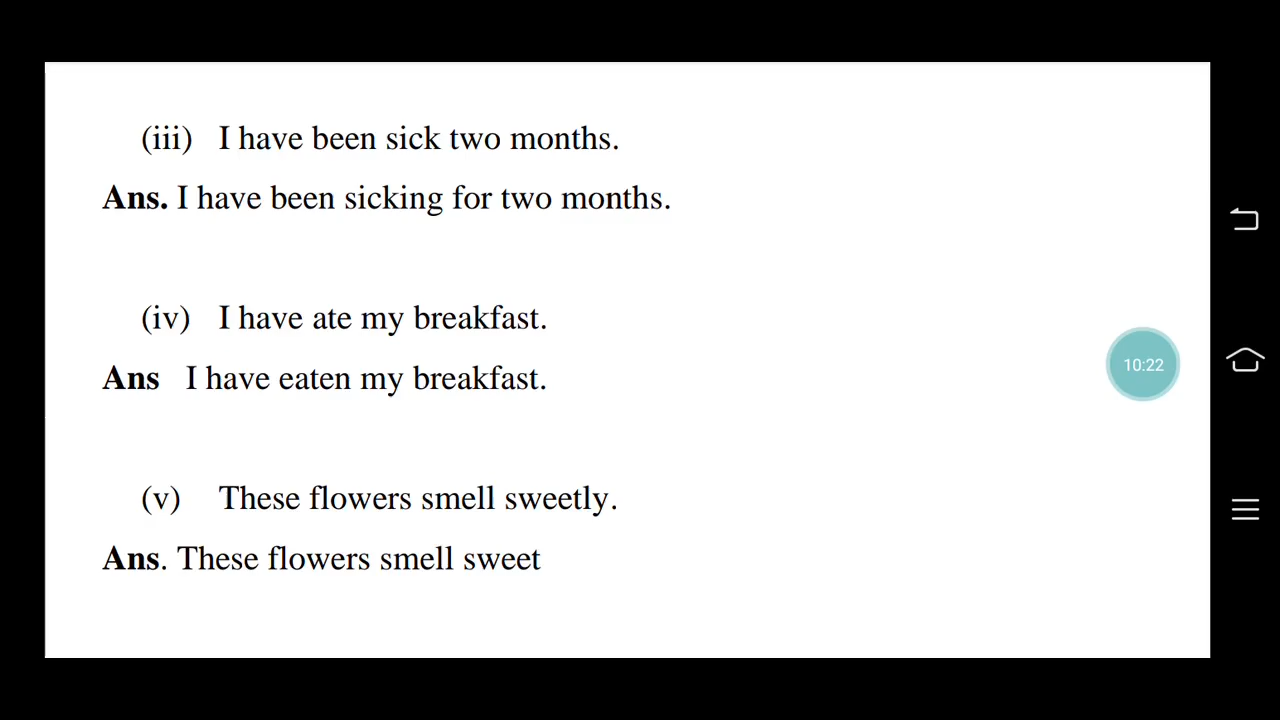 (iii) I have been sick two months.
Ans. I have been sicking for two months.
(iv) I have ate my breakfast.
Ans I have eaten my breakfast.
10:22
(v) These flowers smell sweetly.
Ans. These flowers smell sweet